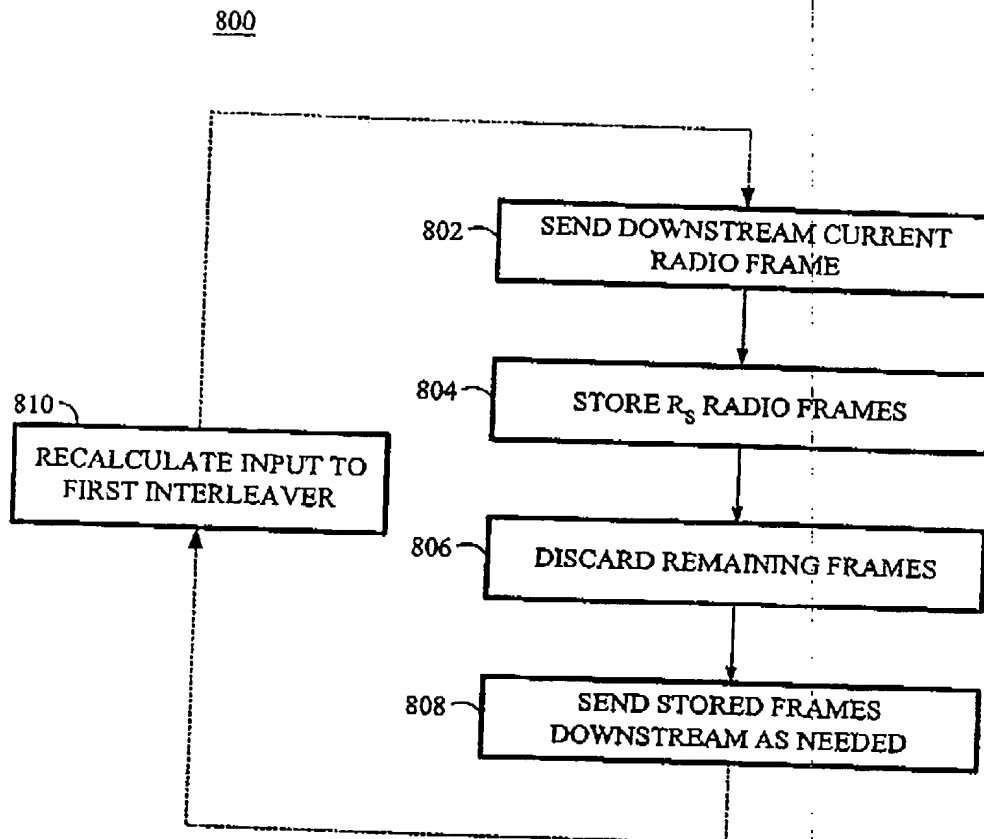 800
802
SEND DOWNSTREAM CURRENT
RADIO FRAME
804
STORE R_S RADIO FRAMES
810
RECALCULATE INPUT TO
FIRST INTERLEAVER
806
DISCARD REMAINING FRAMES
808
SEND STORED FRAMES
DOWNSTREAM AS NEEDED